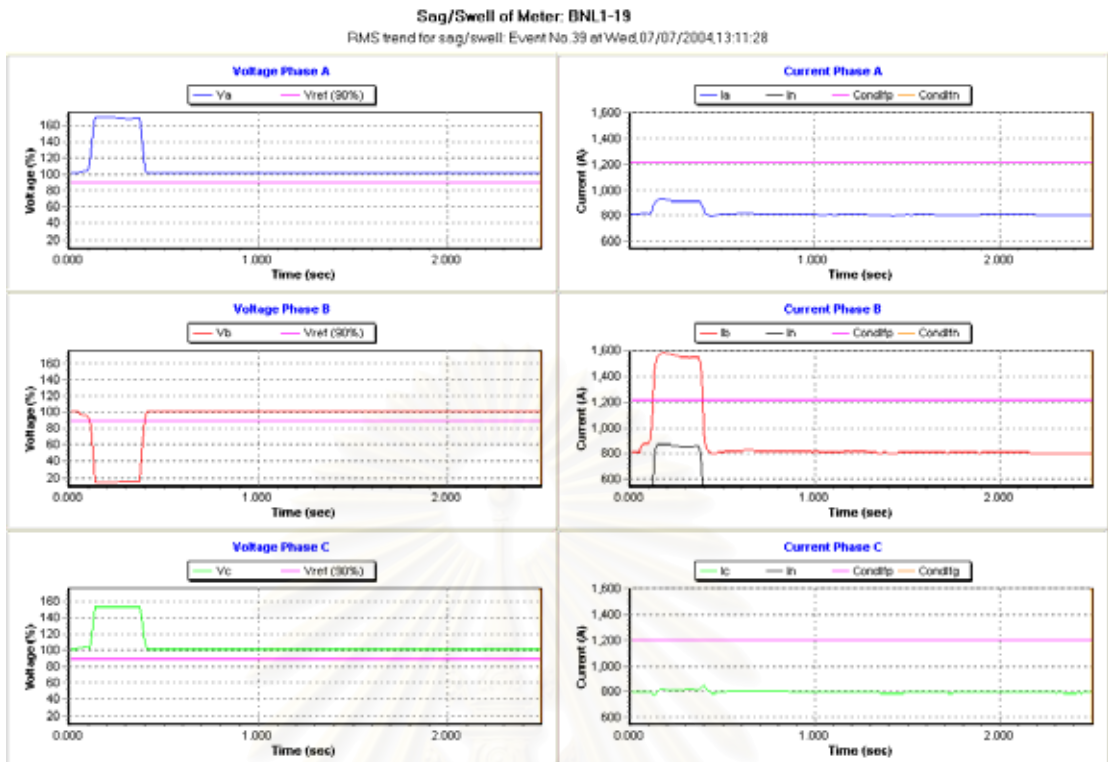 Sag/Swell of Meter: BNL1-19
RMS trend for sag/swell: Event No.39 at Wed,07/07/2004,13:11:28
Voltage Phase A
Va Vref (90%)
Voltage (%)
160
140
120
100
80
60
40
20
0.000 1.000 2.000
Time (sec)
Current Phase A
Ia In Condlfp Condltn
Current (A)
1,600
1,400
1,200
1,000
800
600
0.000 1.000 2.000
Time (sec)
Voltage Phase B
Vb Vref (90%)
Voltage (%)
160
140
120
100
80
60
40
20
0.000 1.000 2.000
Time (sec)
Current Phase B
Ib In Condlfp Condltn
Current (A)
1,600
1,400
1,200
1,000
800
600
0.000 1.000 2.000
Time (sec)
Voltage Phase C
Vc Vref (90%)
Voltage (%)
160
140
120
100
80
60
40
20
0.000 1.000 2.000
Time (sec)
Current Phase C
Ic In Condlfp Condltg
Current (A)
1,600
1,400
1,200
1,000
800
600
0.000 1.000 2.000
Time (sec)